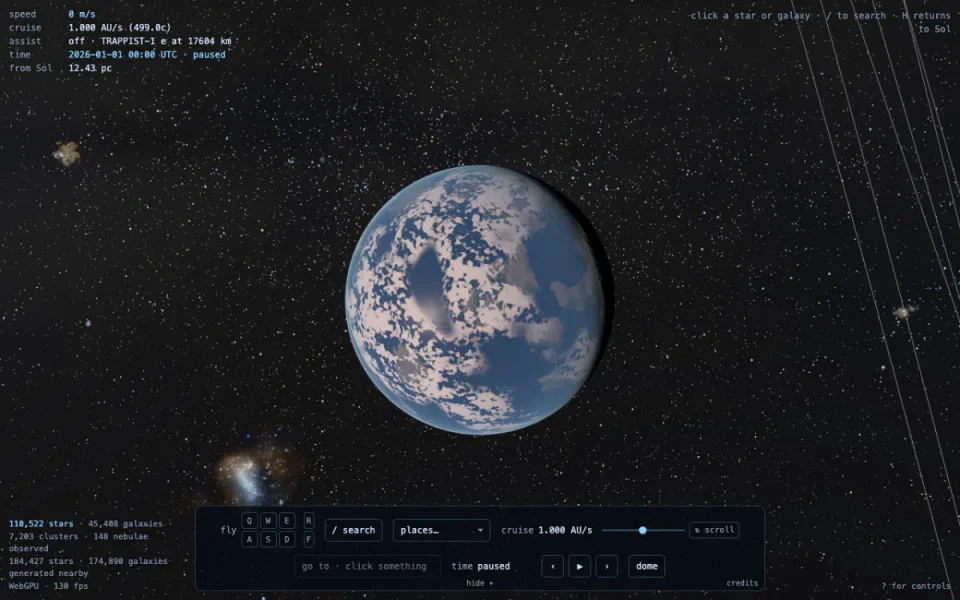 speed 0 m/s
cruise 1.000 AU/s (499.0c)
assist off · TRAPPIST-1 e at 17604 km
time 2026-01-01 00:00 UTC · paused
from Sol 12.43 pc
click a star or galaxy · / to search · H returns
to Sol
110,522 stars · 45,408 galaxies
7,203 clusters · 148 nebulae
observed
184,427 stars · 174,890 galaxies
generated nearby
WebGPU · 130 fps
fly Q W E R
A S D F
/ search
places…
cruise 1.000 AU/s
⇅ scroll
go to · click something
time paused
‹ ▶ ›
dome
hide ▾
credits
? for controls